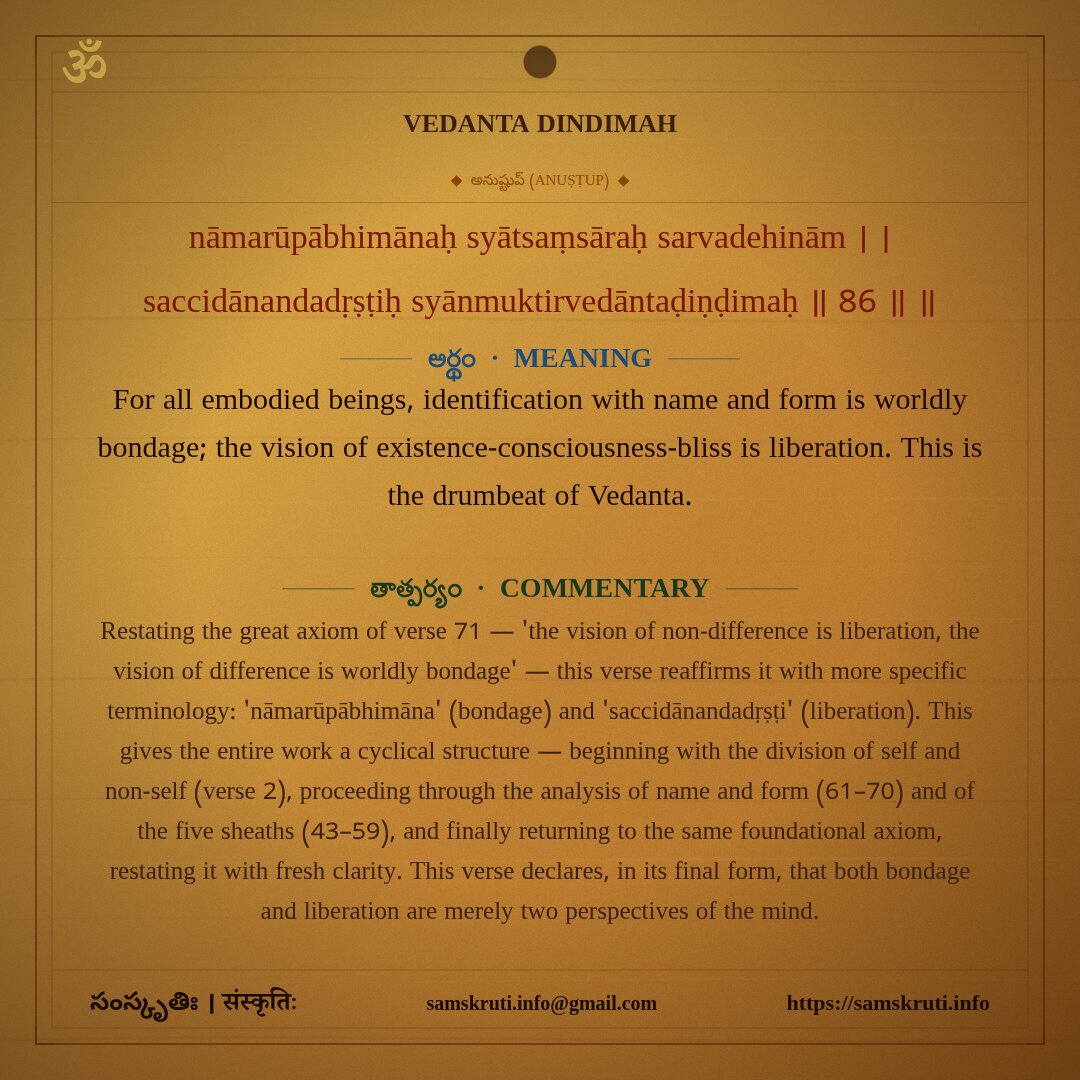 ॐ
VEDANTA DINDIMAH
◆ అనుష్టుప్ (ANUṢṬUP) ◆
nāmarūpābhimānaḥ syātsaṃsāraḥ sarvadehinām ❘ ❘
saccidānandadṛṣṭiḥ syānmuktirvedāntaḍiṇḍimaḥ ॥ 86 ॥ ॥
అర్థం · MEANING
For all embodied beings, identification with name and form is worldly
bondage; the vision of existence-consciousness-bliss is liberation. This is
the drumbeat of Vedanta.
తాత్పర్యం · COMMENTARY
Restating the great axiom of verse 71 — 'the vision of non-difference is liberation, the
vision of difference is worldly bondage' — this verse reaffirms it with more specific
terminology: 'nāmarūpābhimāna' (bondage) and 'saccidānandadṛṣṭi' (liberation). This
gives the entire work a cyclical structure — beginning with the division of self and
non-self (verse 2), proceeding through the analysis of name and form (61–70) and of
the five sheaths (43–59), and finally returning to the same foundational axiom,
restating it with fresh clarity. This verse declares, in its final form, that both bondage
and liberation are merely two perspectives of the mind.
సంస్కృతిః | संस्कृतिः samskruti.info@gmail.com https://samskruti.info